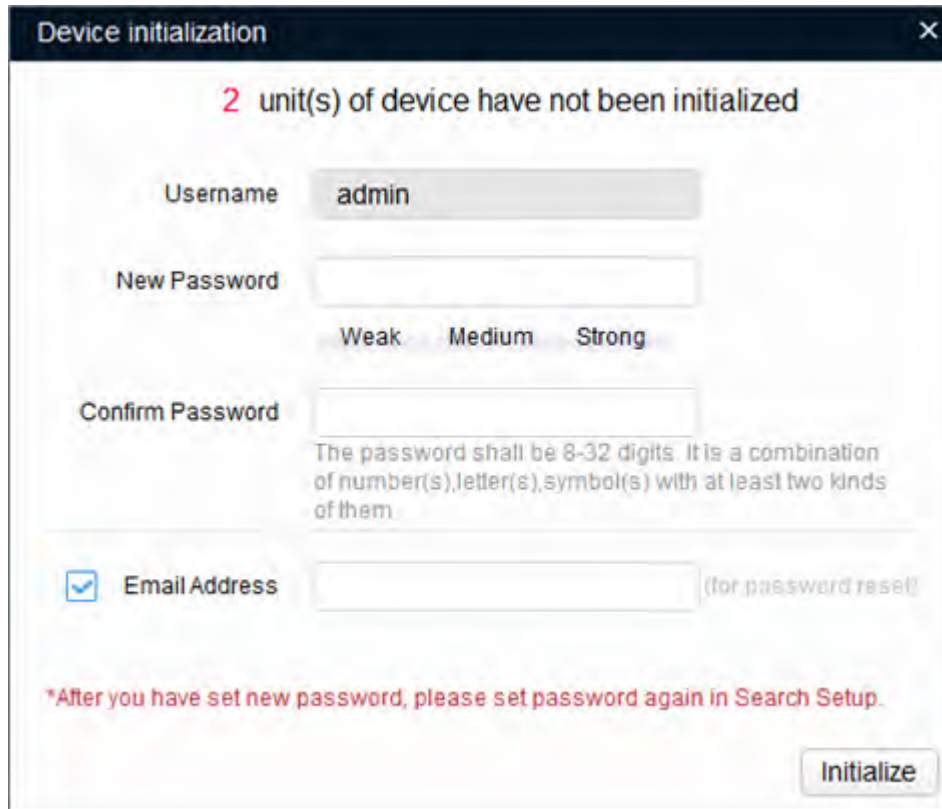 Device initialization
2 unit(s) of device have not been initialized
Username admin
New Password
Weak Medium Strong
Confirm Password
The password shall be 8-32 digits. It is a combination
of number(s),letter(s),symbol(s) with at least two kinds
of them
Email Address (for password reset)
*After you have set new password, please set password again in Search Setup.
Initialize